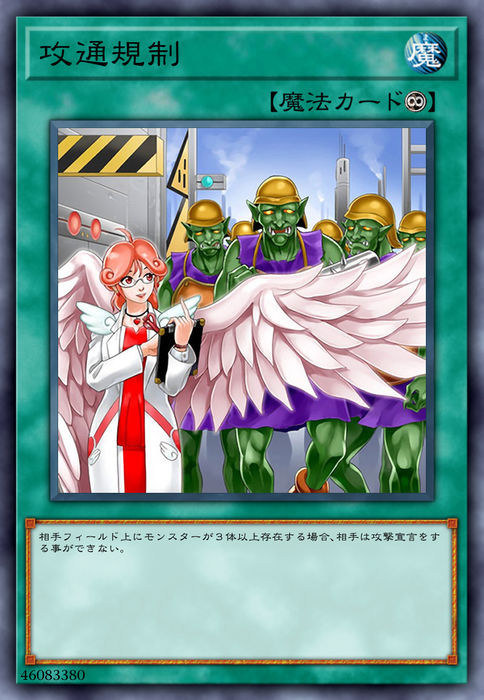 攻通規制
魔
【魔法カード】
相手フィールド上にモンスターが3体以上存在する場合、相手は攻撃宣言をす
る事ができない。
46083380